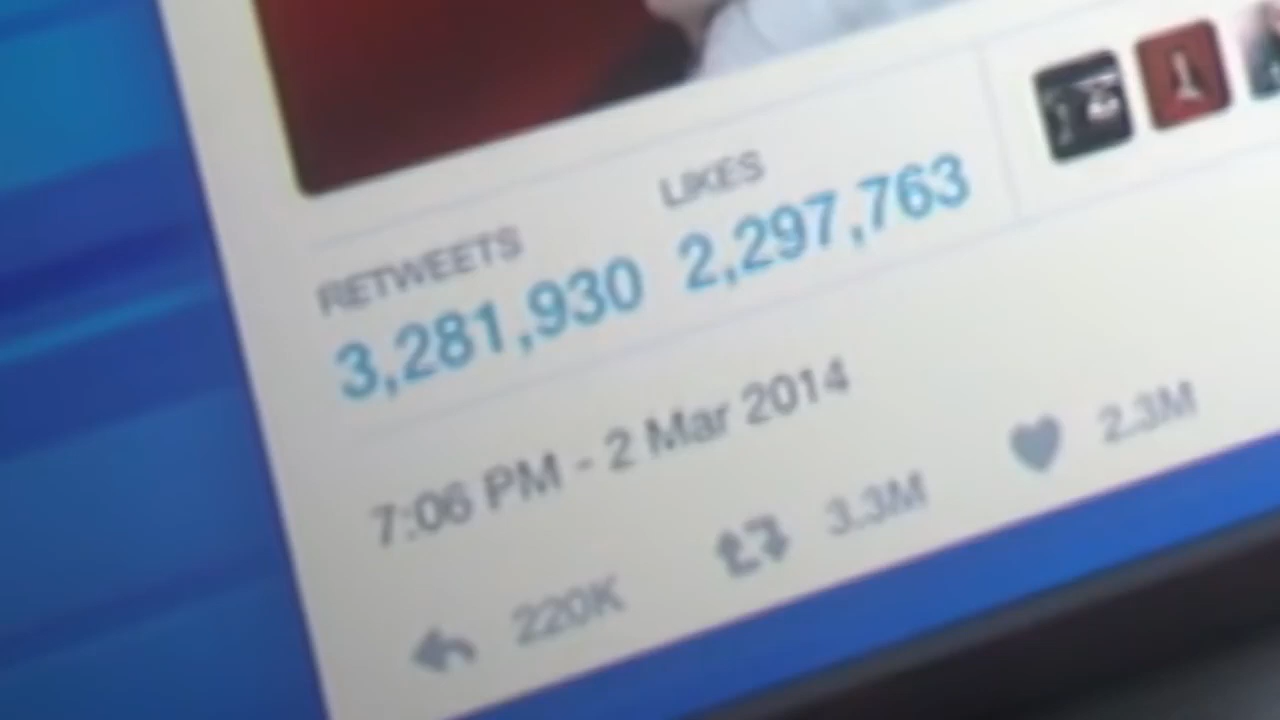 RETWEETS LIKES
3,281,930 2,297,763
7:06 PM - 2 Mar 2014
220K 3.3M 2.3M